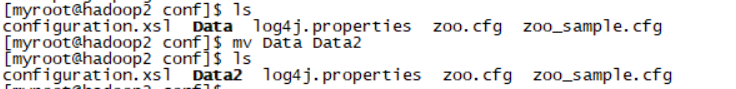 [myroot@hadoop2 conf]$ ls
configuration.xsl  Data  log4j.properties  zoo.cfg  zoo_sample.cfg
[myroot@hadoop2 conf]$ mv Data Data2
[myroot@hadoop2 conf]$ ls
configuration.xsl  Data2  log4j.properties  zoo.cfg  zoo_sample.cfg